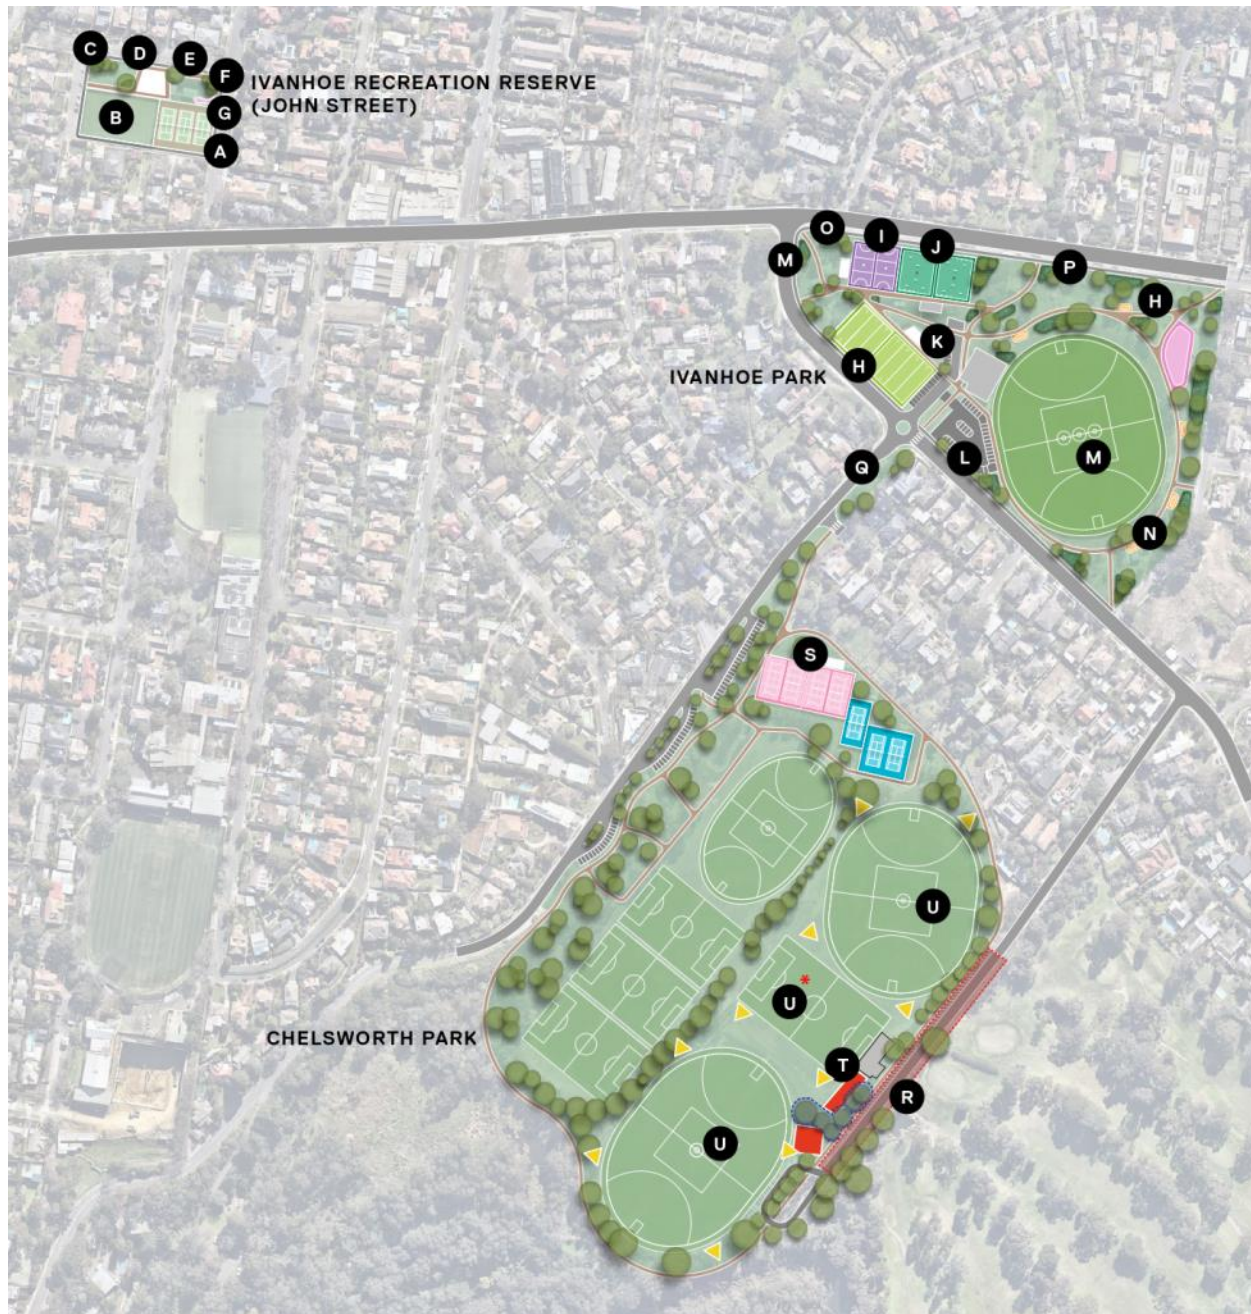 C
D
E
F
IVANHOE RECREATION RESERVE
(JOHN STREET)
G
B
A
O
I
J
M
P
H
K
H
IVANHOE PARK
L
M
Q
N
S
U
*
U
CHELSWORTH PARK
T
R
U